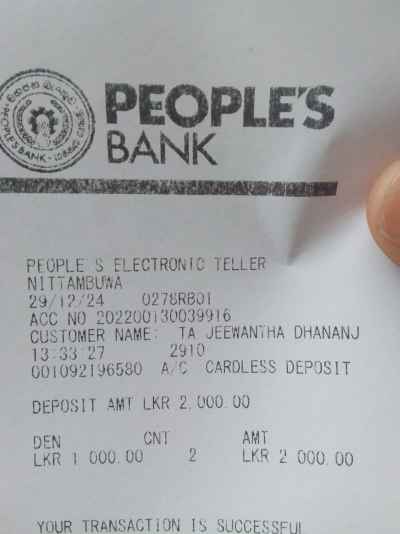 PEOPLE'S
BANK
PEOPLE'S ELECTRONIC TELLER
NITTAMBUWA
29/12/24 0278RB01
ACC NO 202200130039916
CUSTOMER NAME: TA JEEWANTHA DHANANJ
13:33:27 2910
001092196580 A/C CARDLESS DEPOSIT
DEPOSIT AMT LKR 2,000.00
DEN CNT AMT
LKR 1 000.00 2 LKR 2 000.00
YOUR TRANSACTION IS SUCCESSFUL